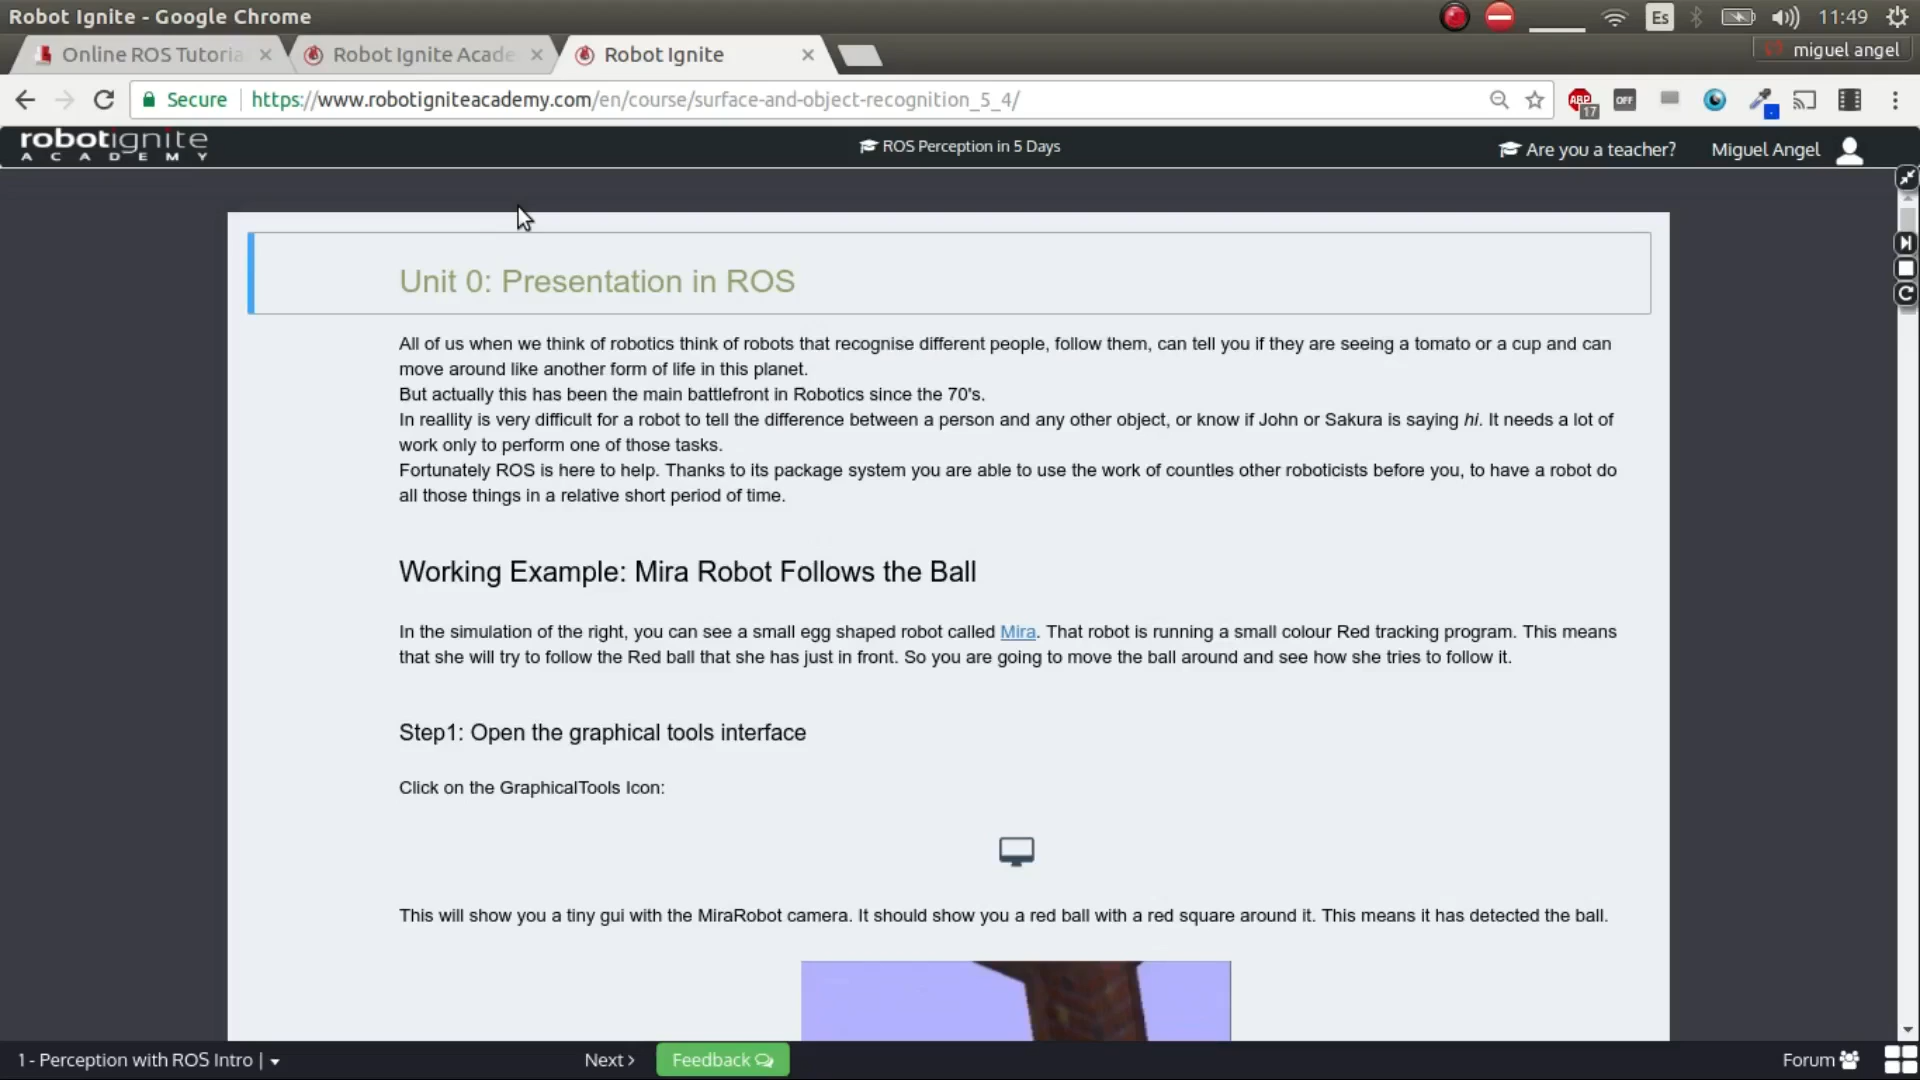 Robot Ignite - Google Chrome
Es
11:49
Online ROS Tutoria
Robot Ignite Acade
Robot Ignite
miguel angel
Secure
https://www.robotigniteacademy.com/en/course/surface-and-object-recognition_5_4/
ABP
17
OFF
robotignite
ACADEMY
ROS Perception in 5 Days
Are you a teacher?
Miguel Angel
Unit 0: Presentation in ROS
All of us when we think of robotics think of robots that recognise different people, follow them, can tell you if they are seeing a tomato or a cup and can
move around like another form of life in this planet.
But actually this has been the main battlefront in Robotics since the 70's.
In reallity is very difficult for a robot to tell the difference between a person and any other object, or know if John or Sakura is saying hi. It needs a lot of
work only to perform one of those tasks.
Fortunately ROS is here to help. Thanks to its package system you are able to use the work of countles other roboticists before you, to have a robot do
all those things in a relative short period of time.
Working Example: Mira Robot Follows the Ball
In the simulation of the right, you can see a small egg shaped robot called Mira. That robot is running a small colour Red tracking program. This means
that she will try to follow the Red ball that she has just in front. So you are going to move the ball around and see how she tries to follow it.
Step1: Open the graphical tools interface
Click on the GraphicalTools Icon:
This will show you a tiny gui with the MiraRobot camera. It should show you a red ball with a red square around it. This means it has detected the ball.
1 - Perception with ROS Intro |
Next
Feedback
Forum